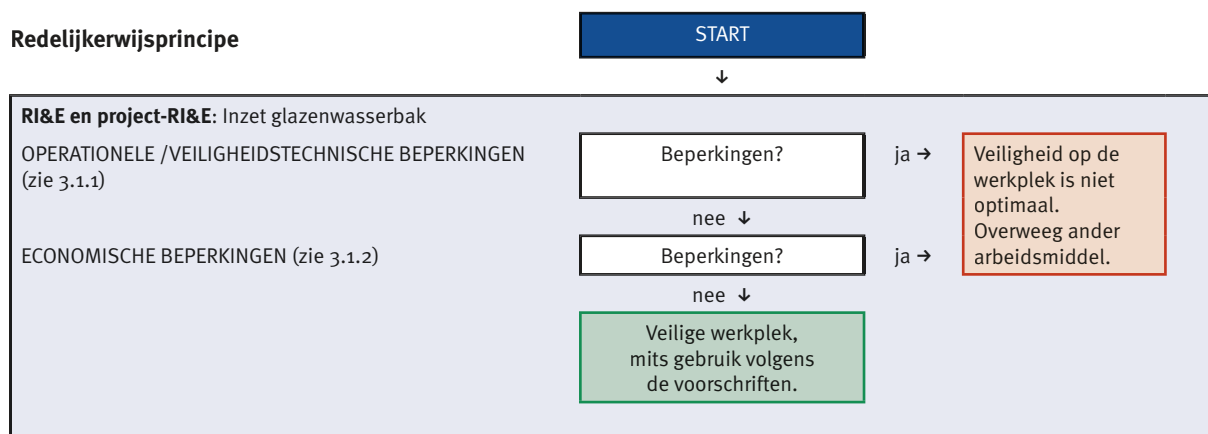 Redelijkerwijsprincipe
START
↓
RI&E en project-RI&E: Inzet glazenwasserbak
OPERATIONELE /VEILIGHEIDSTECHNISCHE BEPERKINGEN
(zie 3.1.1)
Beperkingen?
ja →
Veiligheid op de
werkplek is niet
optimaal.
Overweeg ander
arbeidsmiddel.
nee ↓
ECONOMISCHE BEPERKINGEN (zie 3.1.2)
Beperkingen?
ja →
nee ↓
Veilige werkplek,
mits gebruik volgens
de voorschriften.